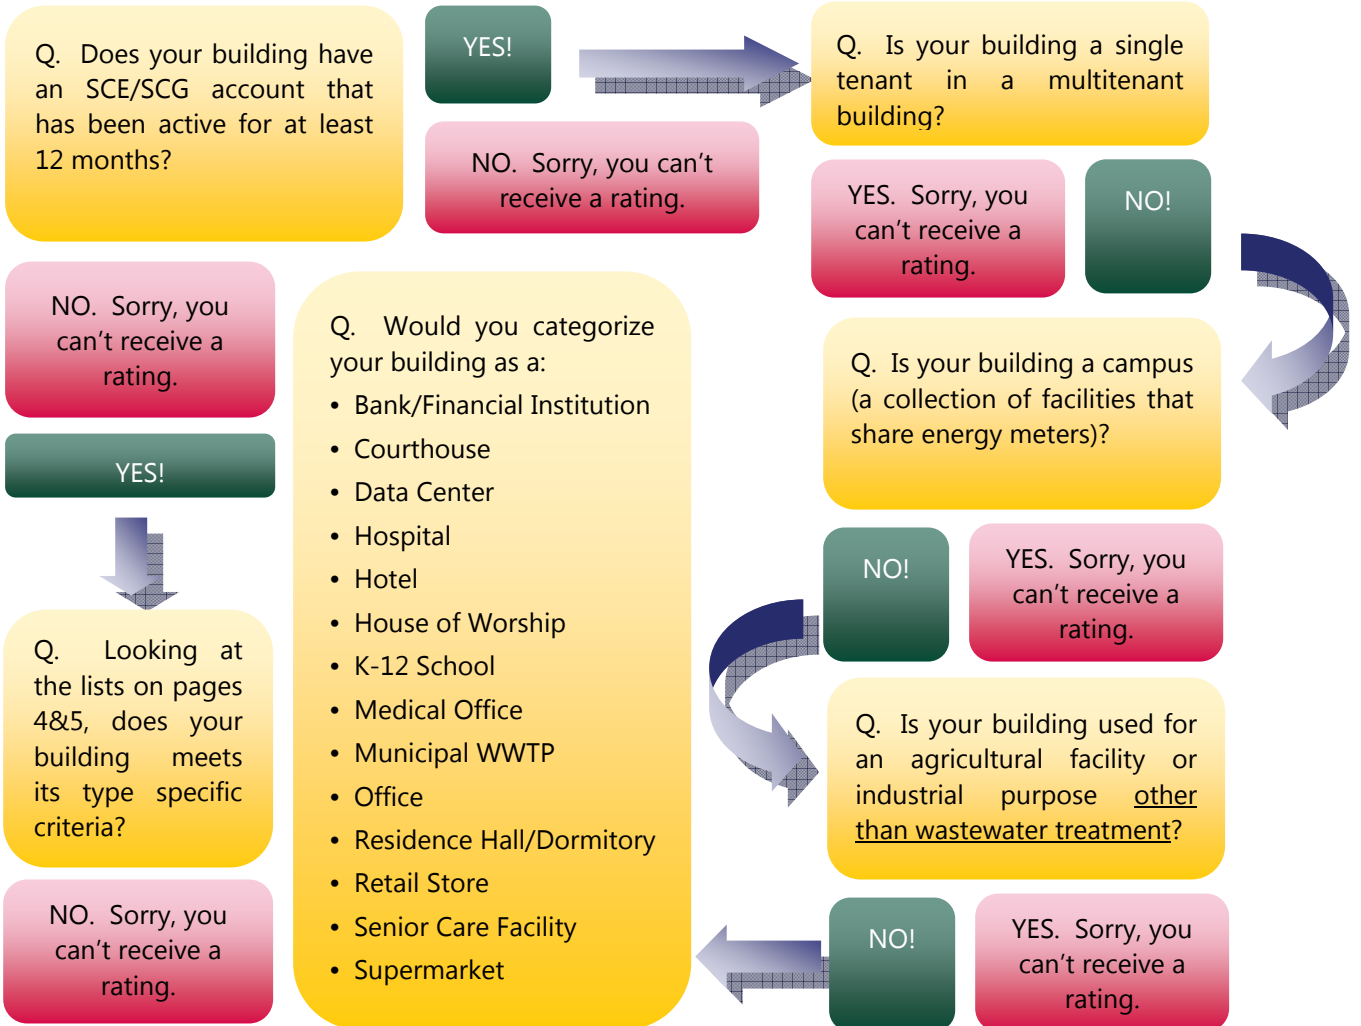 Q. Does your building have
an SCE/SCG account that
has been active for at least
12 months?
YES!
NO. Sorry, you can't
receive a rating.
Q. Is your building a single
tenant in a multitenant
building?
YES. Sorry, you
can't receive a
rating.
NO!
Q. Is your building a campus
(a collection of facilities that
share energy meters)?
NO!
YES. Sorry, you
can't receive a
rating.
Q. Is your building used for
an agricultural facility or
industrial purpose other
than wastewater treatment?
NO!
YES. Sorry, you
can't receive a
rating.
Q. Would you categorize
your building as a:
• Bank/Financial Institution
• Courthouse
• Data Center
• Hospital
• Hotel
• House of Worship
• K-12 School
• Medical Office
• Municipal WWTP
• Office
• Residence Hall/Dormitory
• Retail Store
• Senior Care Facility
• Supermarket
NO. Sorry, you
can't receive a
rating.
YES!
Q. Looking at
the lists on pages
4&5, does your
building meets
its type specific
criteria?
NO. Sorry, you
can't receive a
rating.